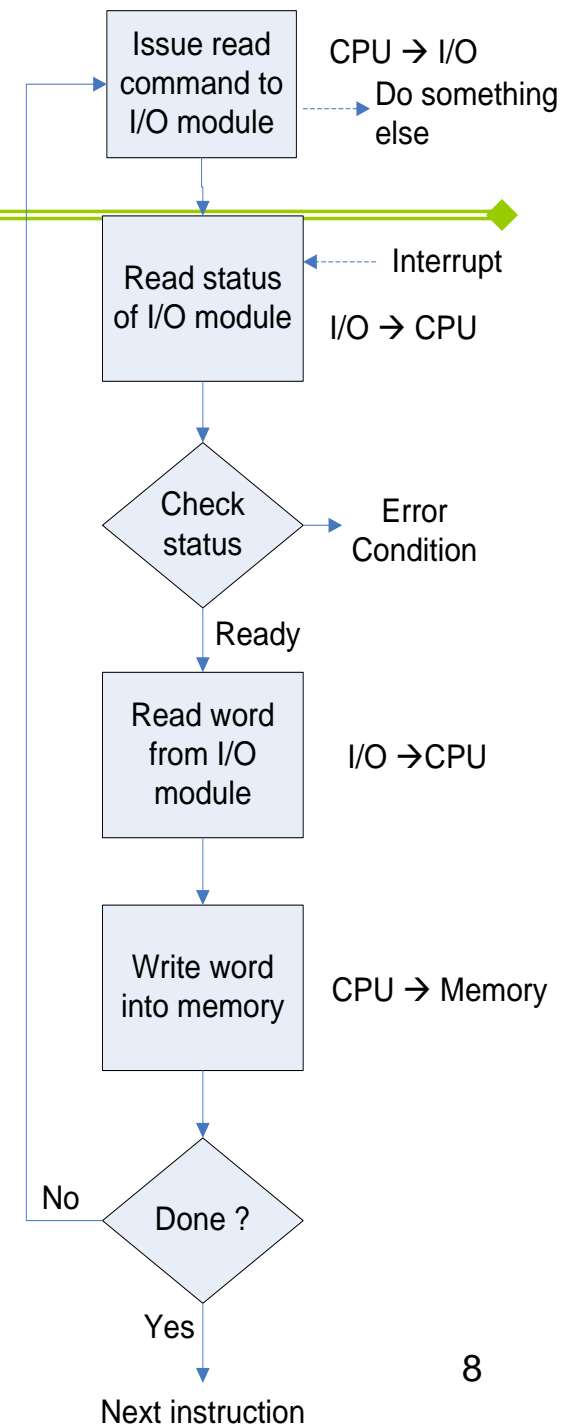 Issue read
command to
I/O module
CPU → I/O
Do something
else
Read status
of I/O module
Interrupt
I/O → CPU
Check
status
Error
Condition
Ready
Read word
from I/O
module
I/O →CPU
Write word
into memory
CPU → Memory
Done ?
No
Yes
Next instruction
8